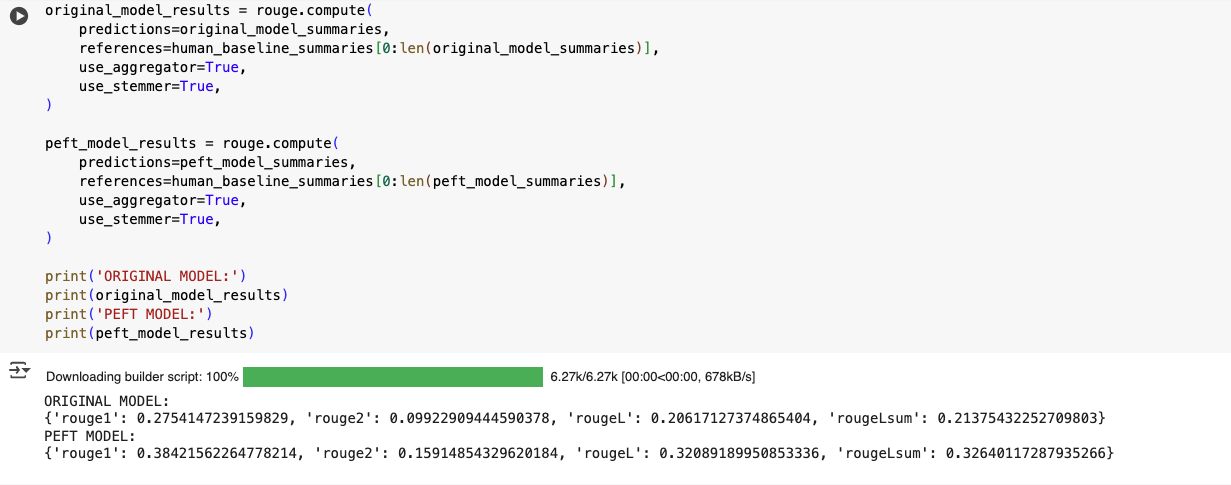 original_model_results = rouge.compute(
    predictions=original_model_summaries,
    references=human_baseline_summaries[0:len(original_model_summaries)],
    use_aggregator=True,
    use_stemmer=True,
)

peft_model_results = rouge.compute(
    predictions=peft_model_summaries,
    references=human_baseline_summaries[0:len(peft_model_summaries)],
    use_aggregator=True,
    use_stemmer=True,
)

print('ORIGINAL MODEL:')
print(original_model_results)
print('PEFT MODEL:')
print(peft_model_results)
Downloading builder script: 100% 6.27k/6.27k [00:00<00:00, 678kB/s]
ORIGINAL MODEL:
{'rouge1': 0.2754147239159829, 'rouge2': 0.09922909444590378, 'rougeL': 0.20617127374865404, 'rougeLsum': 0.21375432252709803}
PEFT MODEL:
{'rouge1': 0.38421562264778214, 'rouge2': 0.15914854329620184, 'rougeL': 0.32089189950853336, 'rougeLsum': 0.32640117287935266}